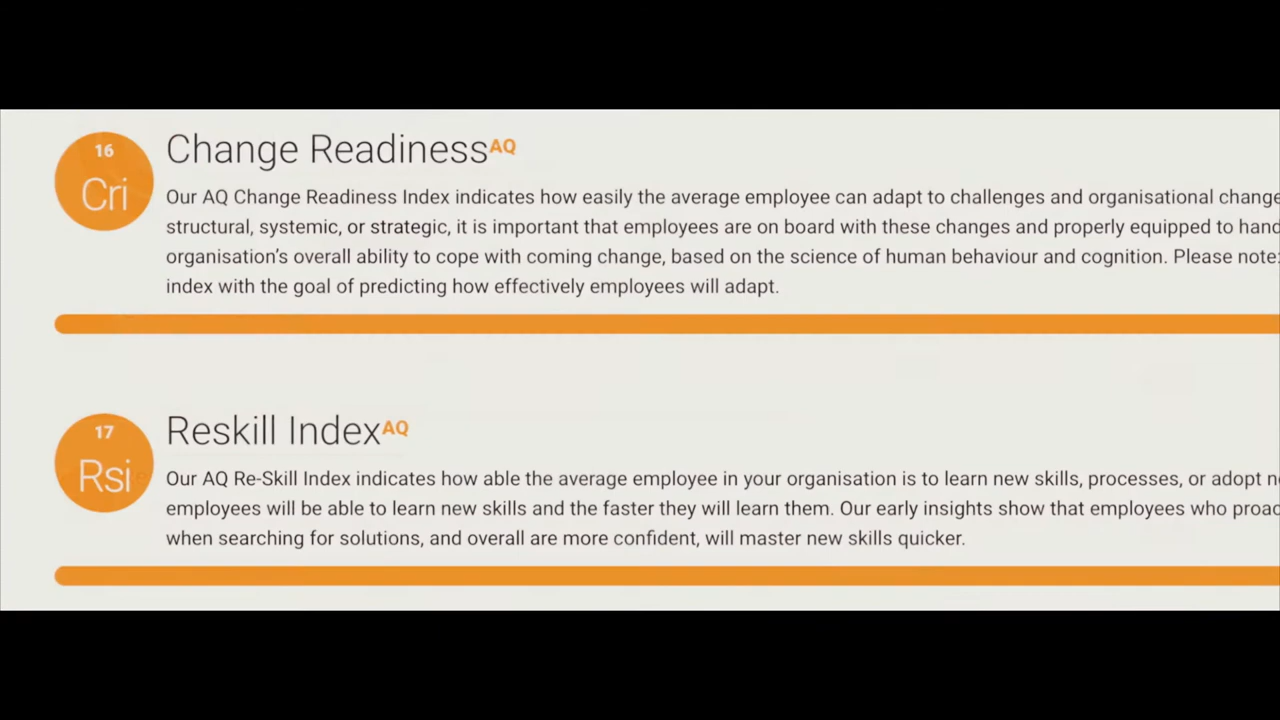 16
Cri
Change ReadinessAQ
Our AQ Change Readiness Index indicates how easily the average employee can adapt to challenges and organisational change
structural, systemic, or strategic, it is important that employees are on board with these changes and properly equipped to hand
organisation's overall ability to cope with coming change, based on the science of human behaviour and cognition. Please note:
index with the goal of predicting how effectively employees will adapt.
17
Rsi
Reskill IndexAQ
Our AQ Re-Skill Index indicates how able the average employee in your organisation is to learn new skills, processes, or adopt
employees will be able to learn new skills and the faster they will learn them. Our early insights show that employees who
when searching for solutions, and overall are more confident, will master new skills quicker.